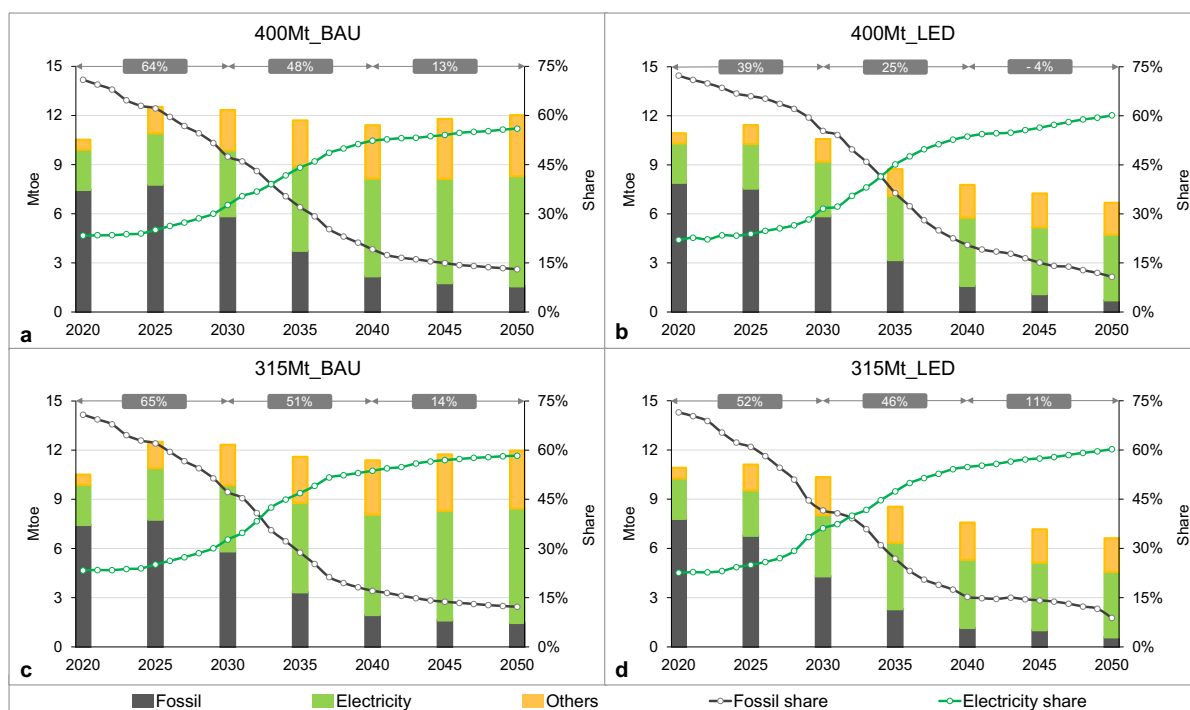 400Mt_BAU
64% 48% 13%
15 12 9 6 3 0
Mtoe
75% 60% 45% 30% 15% 0%
Share
2020 2025 2030 2035 2040 2045 2050
a
400Mt_LED
39% 25% - 4%
15 12 9 6 3 0
Mtoe
75% 60% 45% 30% 15% 0%
Share
2020 2025 2030 2035 2040 2045 2050
b
315Mt_BAU
65% 51% 14%
15 12 9 6 3 0
Mtoe
75% 60% 45% 30% 15% 0%
Share
2020 2025 2030 2035 2040 2045 2050
c
315Mt_LED
52% 46% 11%
15 12 9 6 3 0
Mtoe
75% 60% 45% 30% 15% 0%
Share
2020 2025 2030 2035 2040 2045 2050
d
Fossil Electricity Others Fossil share Electricity share